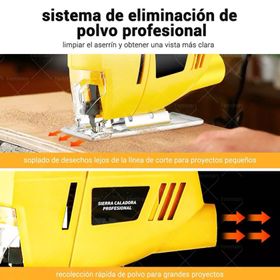 sistema de eliminación de
polvo profesional
limpiar el aserrín y obtener una vista más clara
soplado de desechos lejos de la línea de corte para proyectos pequeños
SIERRA CALADORA
PROFESIONAL
recolección rápida de polvo para grandes proyectos